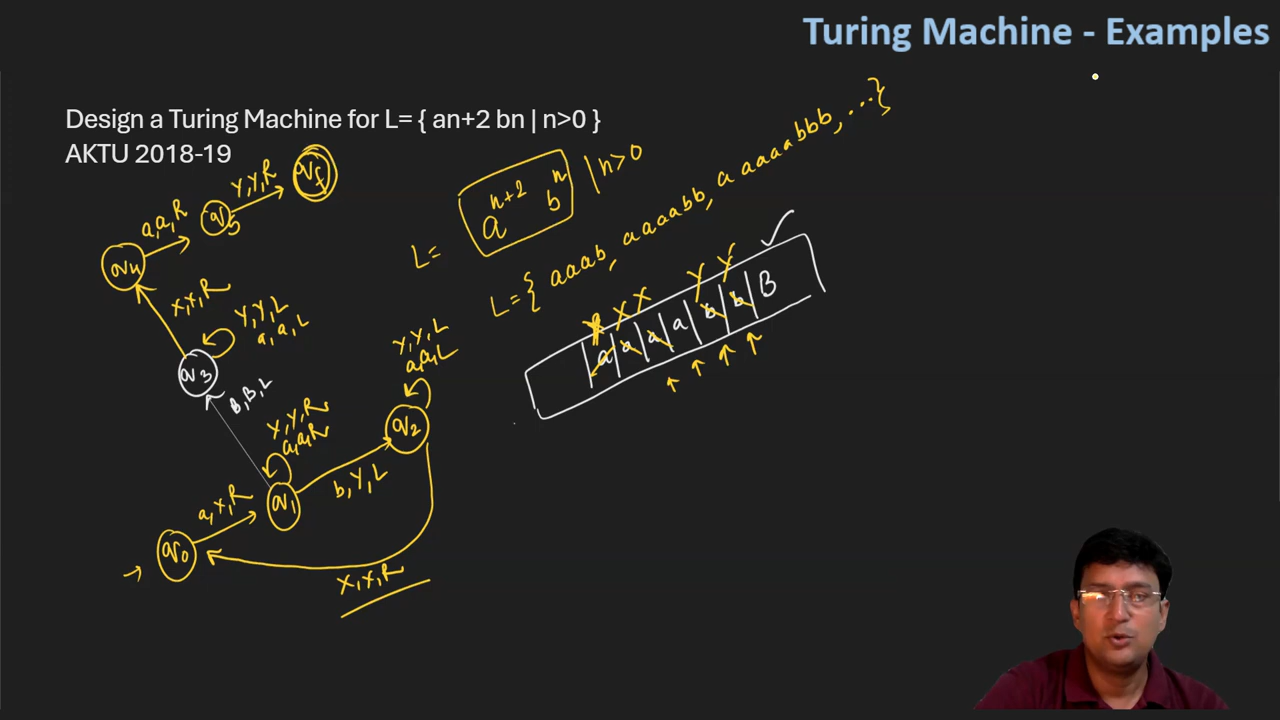 Turing Machine - Examples
Design a Turing Machine for L= { an+2 bn | n>0 }
AKTU 2018-19
L= a^{n+2} b^n | n>0
L={ aaab, aaaabb, aaaaabbb, ...}
a a a a b b B
X X X Y Y
q0
a,X,R
q1
Y,Y,R
a,a,R
b,Y,L
q2
Y,Y,L
a,a,L
X,X,R
B,B,L
q3
Y,Y,L
a,a,L
X,X,R
q4
a,a,R
q5
Y,Y,R
qf